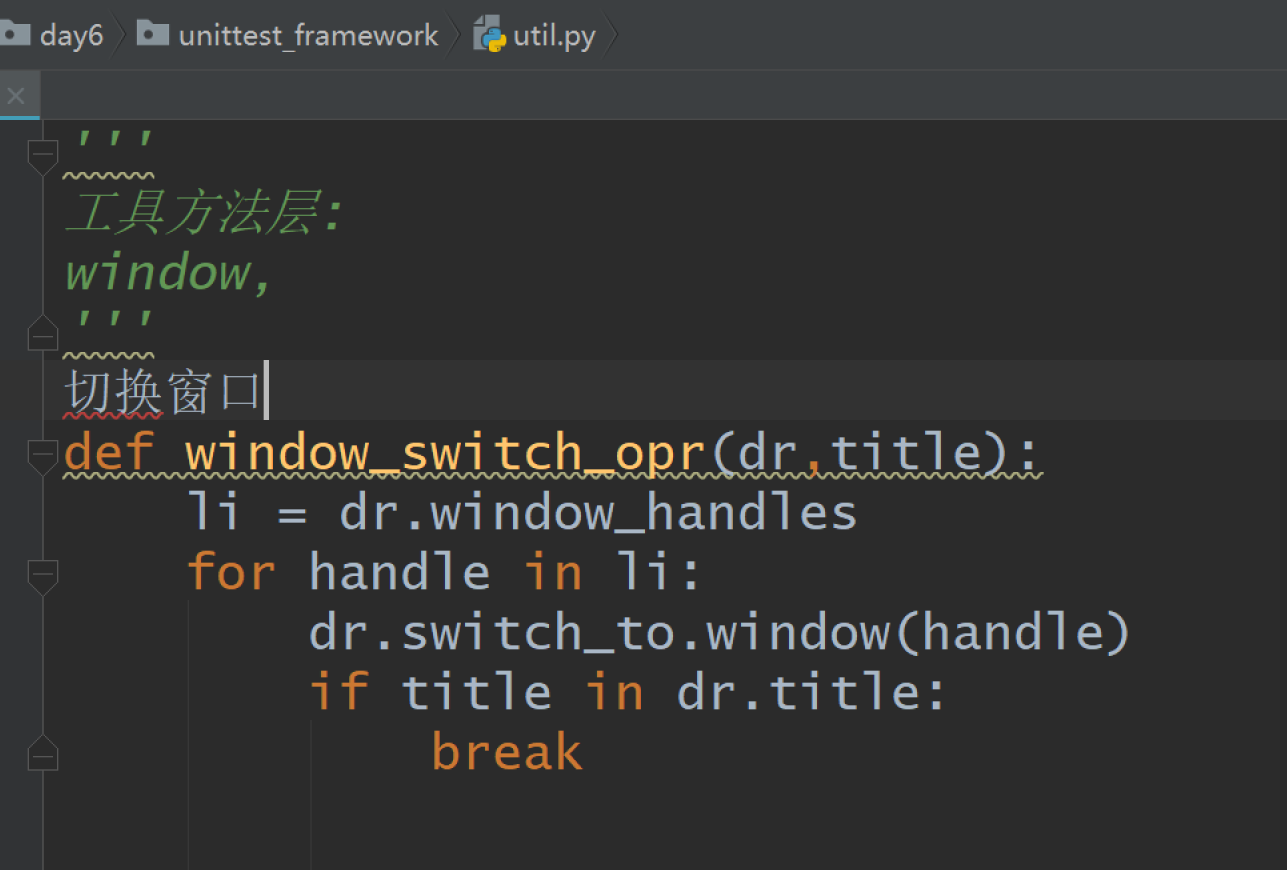 day6 unittest_framework util.py
'''
工具方法层:
window,
'''
切换窗口
def window_switch_opr(dr,title):
    li = dr.window_handles
    for handle in li:
        dr.switch_to.window(handle)
        if title in dr.title:
            break